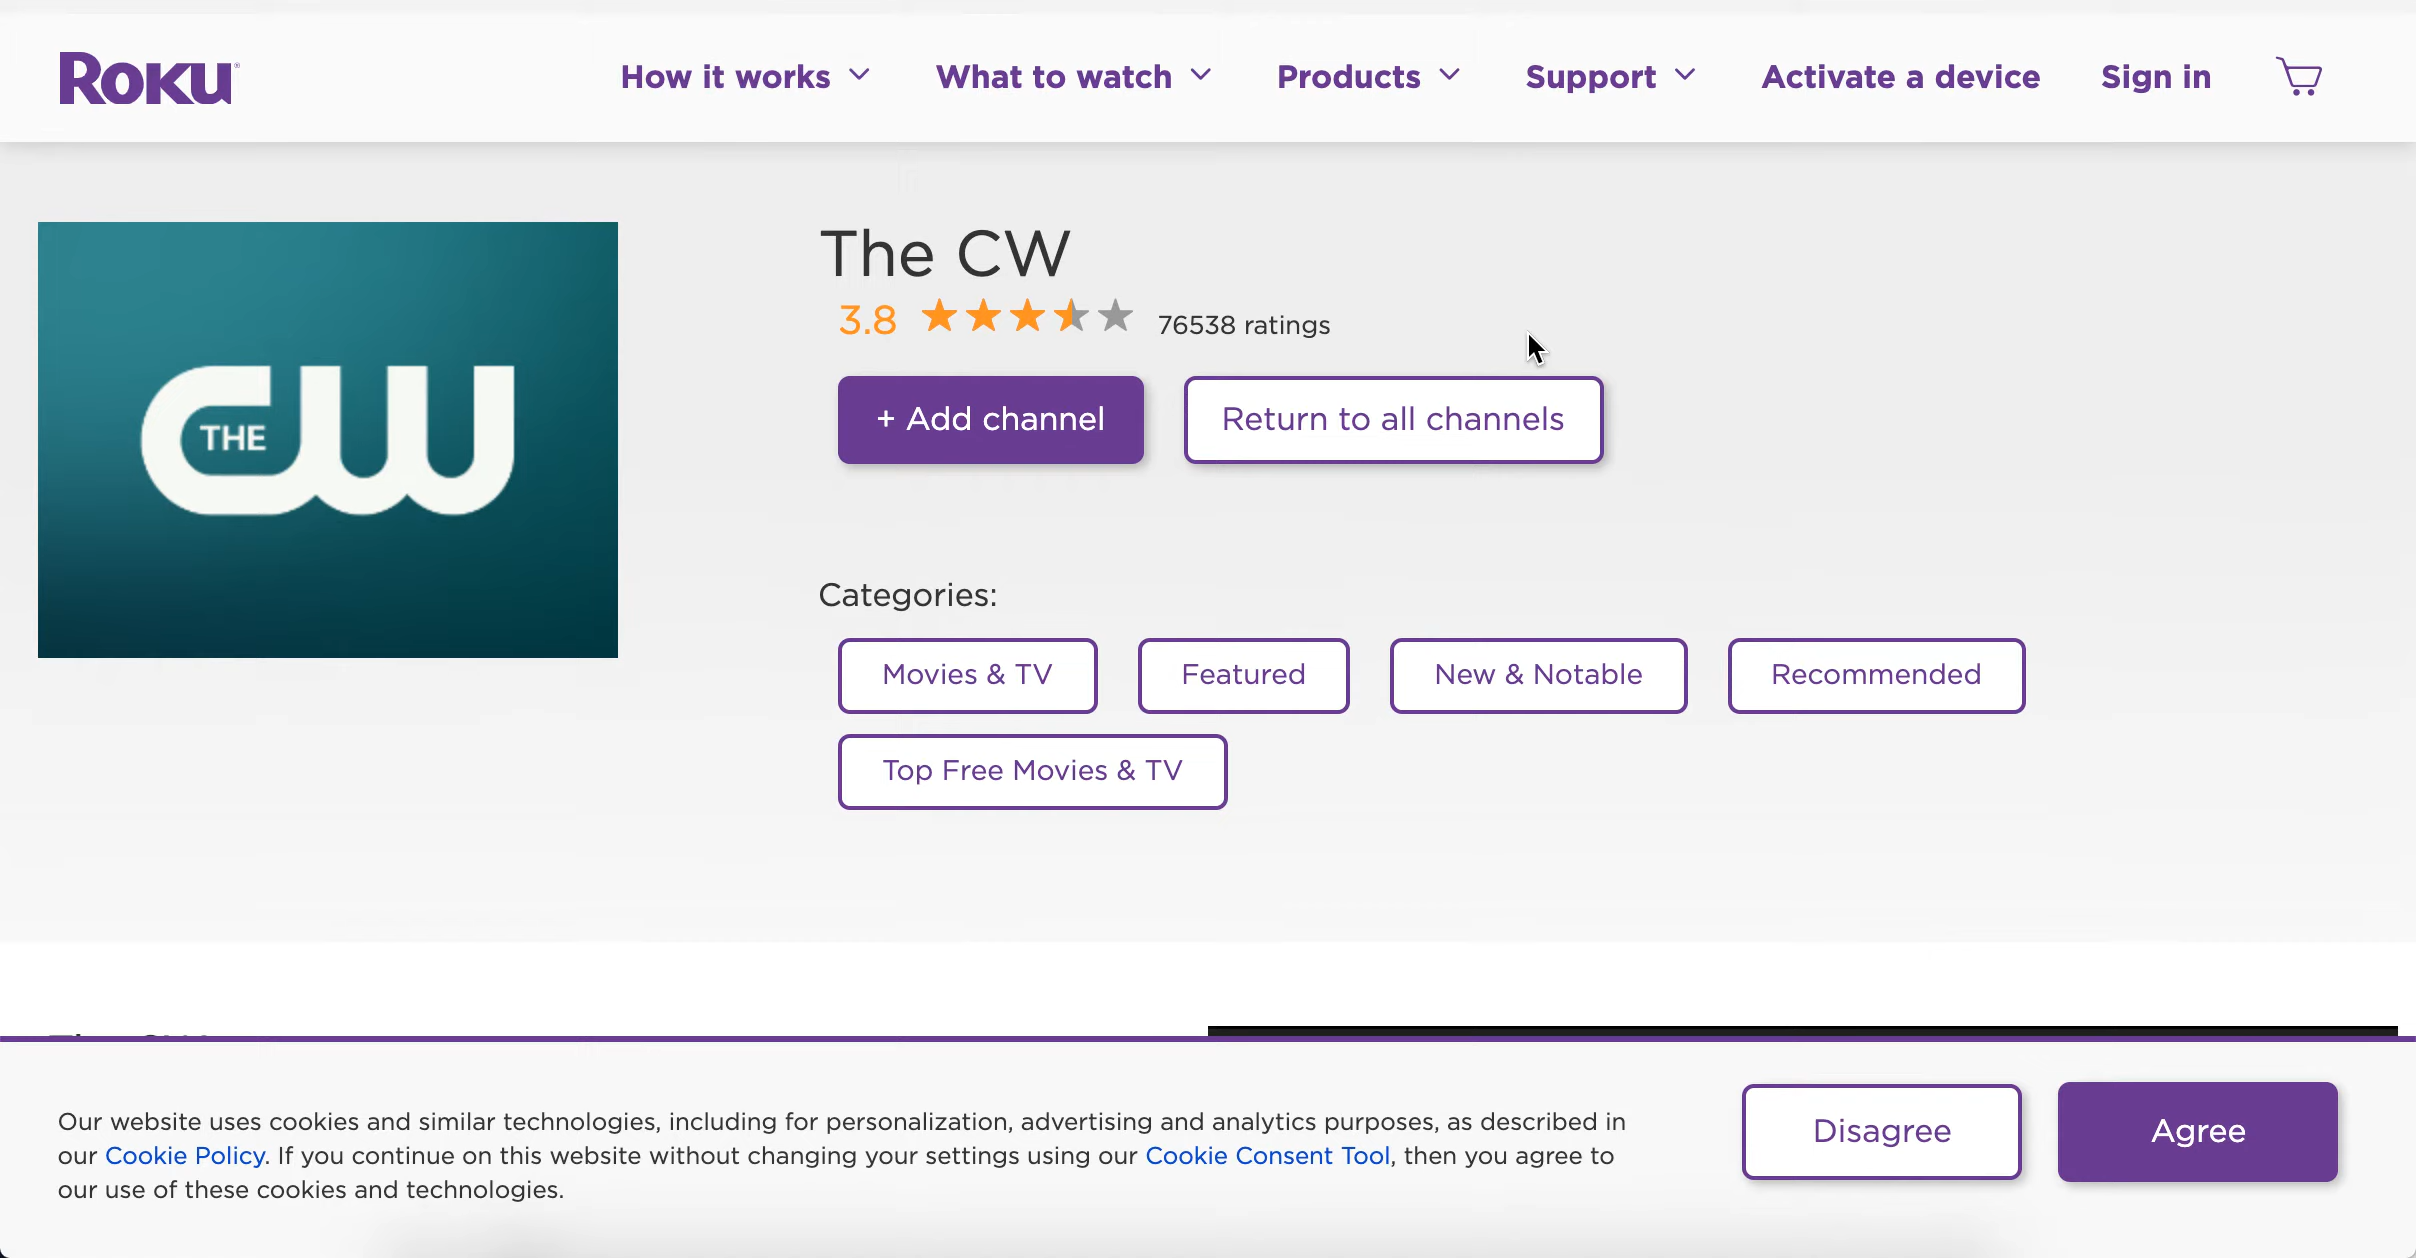 ROKU
How it works
What to watch
Products
Support
Activate a device
Sign in
THE CW
The CW
3.8
76538 ratings
+ Add channel
Return to all channels
Categories:
Movies & TV
Featured
New & Notable
Recommended
Top Free Movies & TV
Our website uses cookies and similar technologies, including for personalization, advertising and analytics purposes, as described in
our Cookie Policy. If you continue on this website without changing your settings using our Cookie Consent Tool, then you agree to
our use of these cookies and technologies.
Disagree
Agree